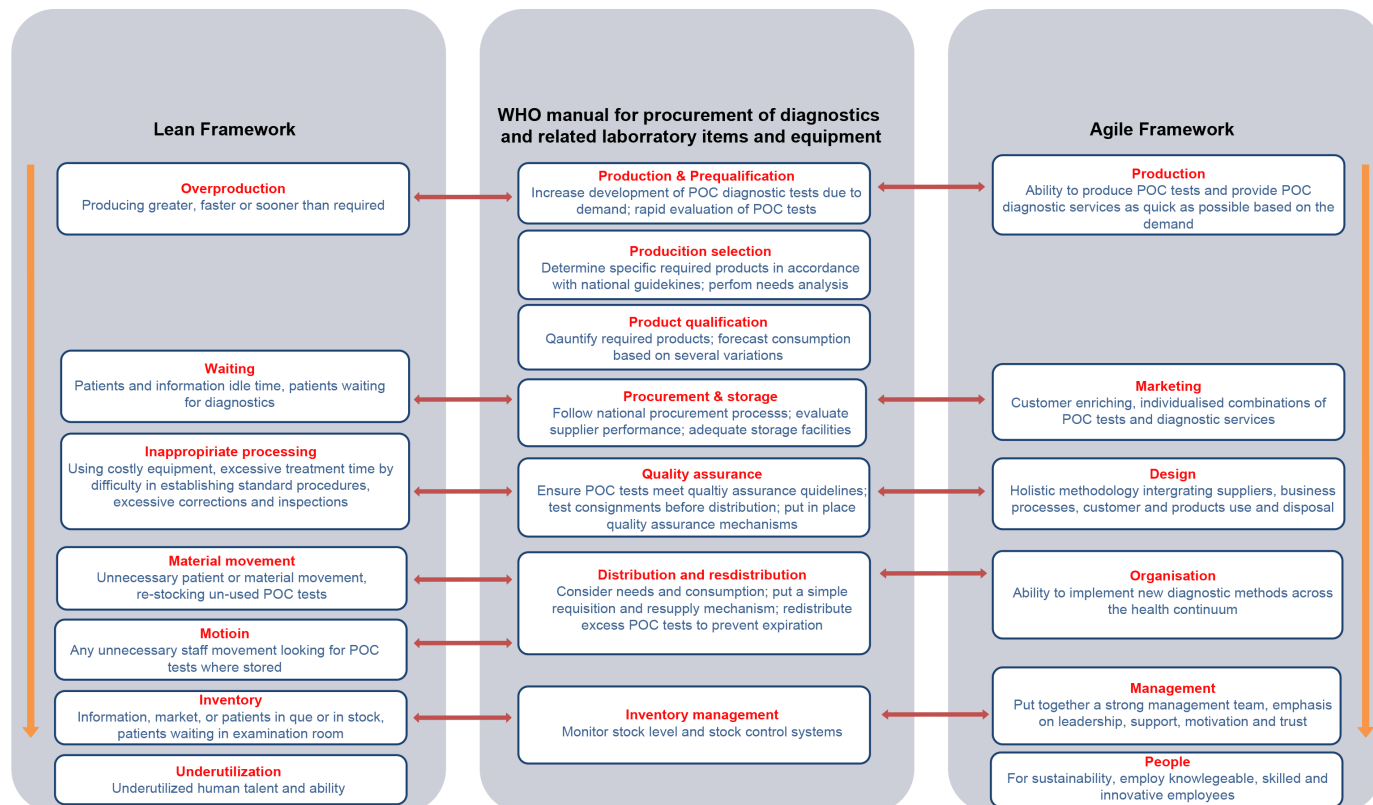 Lean Framework
Overproduction
Producing greater, faster or sooner than required
Waiting
Patients and information idle time, patients waiting
for diagnostics
Inappropiriate processing
Using costly equipment, excessive treatment time by
difficulty in establishing standard procedures,
excessive corrections and inspections
Material movement
Unnecessary patient or material movement,
re-stocking un-used POC tests
Motioin
Any unnecessary staff movement looking for POC
tests where stored
Inventory
Information, market, or patients in que or in stock,
patients waiting in examination room
Underutilization
Underutilized human talent and ability
WHO manual for procurement of diagnostics
and related laborratory items and equipment
Production & Prequalification
Increase development of POC diagnostic tests due to
demand; rapid evaluation of POC tests
Producition selection
Determine specific required products in accordance
with national guidekines; perfom needs analysis
Product qualification
Qauntify required products; forecast consumption
based on several variations
Procurement & storage
Follow national procurement processs; evaluate
supplier performance; adequate storage facilities
Quality assurance
Ensure POC tests meet qualtiy assurance quidelines;
test consignments before distribution; put in place
quality assurance mechanisms
Distribution and resdistribution
Consider needs and consumption; put a simple
requisition and resupply mechanism; redistribute
excess POC tests to prevent expiration
Inventory management
Monitor stock level and stock control systems
Agile Framework
Production
Ability to produce POC tests and provide POC
diagnostic services as quick as possible based on the
demand
Marketing
Customer enriching, individualised combinations of
POC tests and diagnostic services
Design
Holistic methodology intergrating suppliers, business
processes, customer and products use and disposal
Organisation
Ability to implement new diagnostic methods across
the health continuum
Management
Put together a strong management team, emphasis
on leadership, support, motivation and trust
People
For sustainability, employ knowlegeable, skilled and
innovative employees